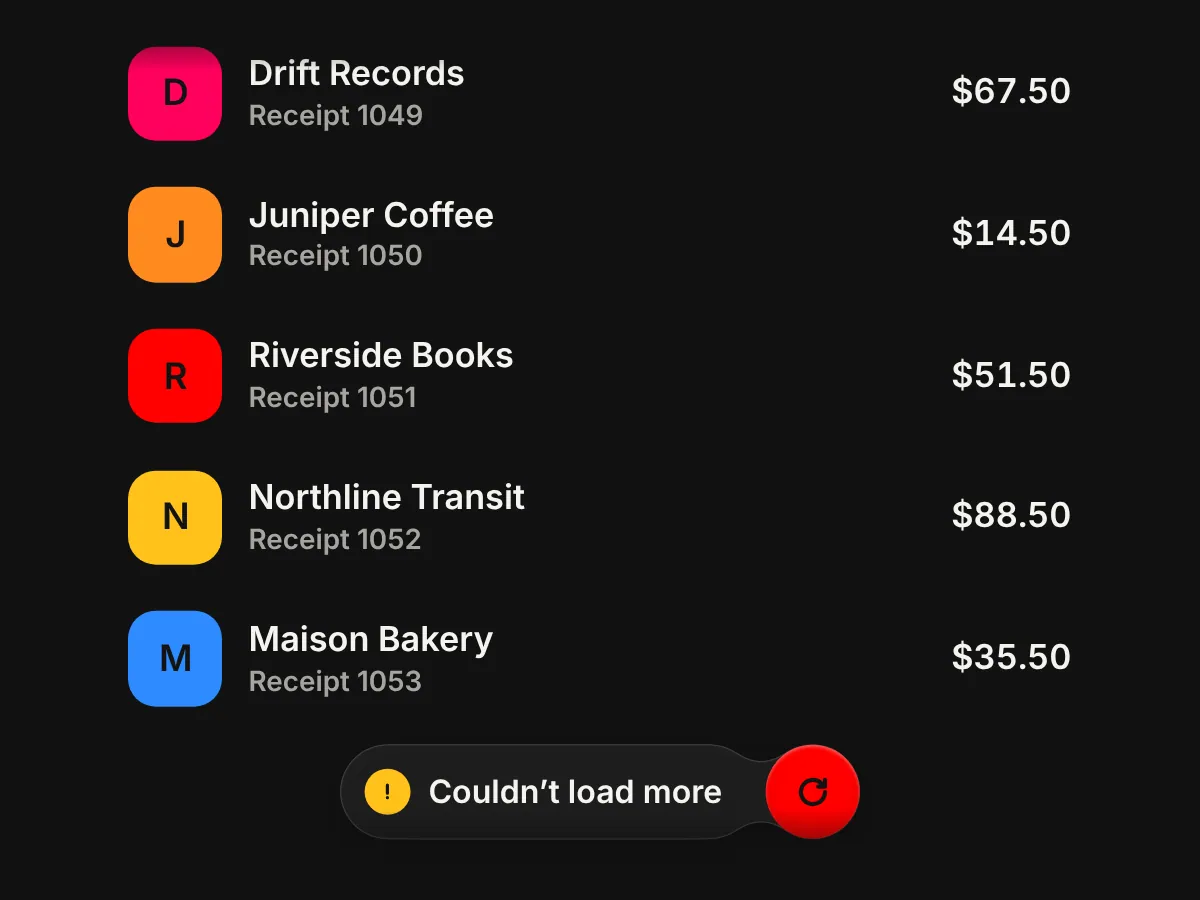 D
Drift Records
$67.50
Receipt 1049
J
Juniper Coffee
$14.50
Receipt 1050
R
Riverside Books
$51.50
Receipt 1051
N
Northline Transit
$88.50
Receipt 1052
M
Maison Bakery
$35.50
Receipt 1053
! Couldn’t load more